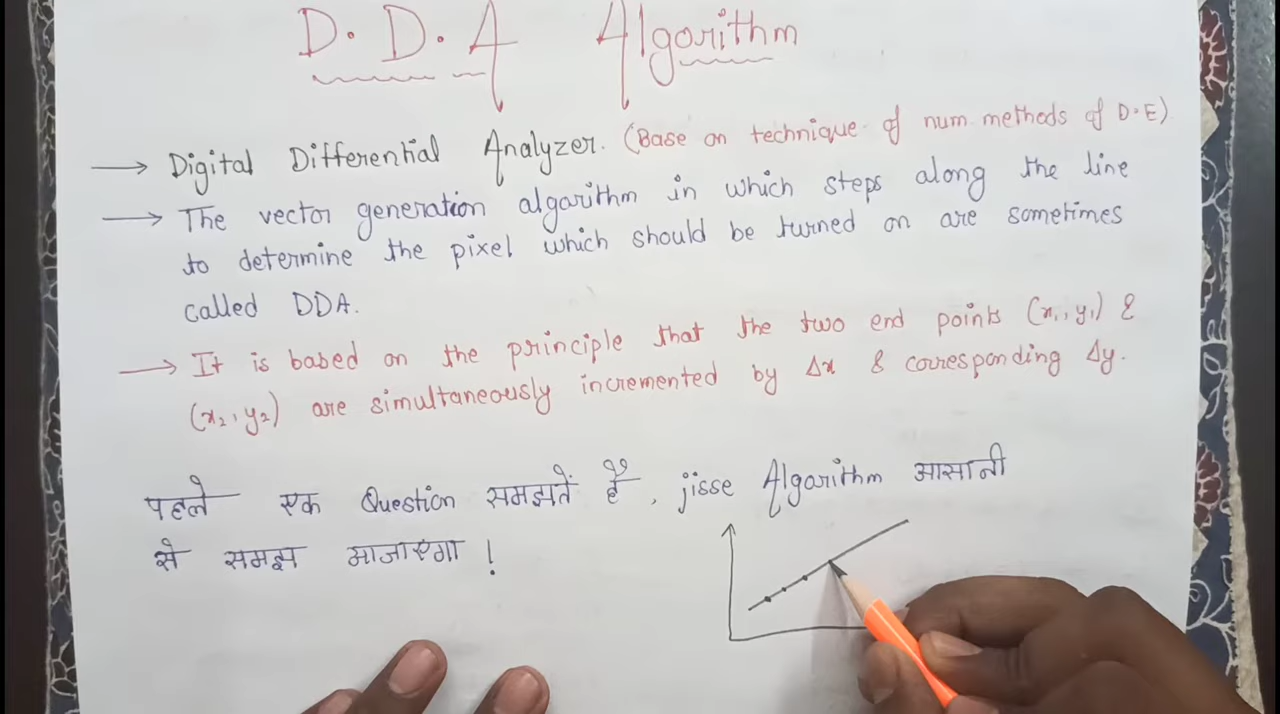 D. D. A Algorithm
→ Digital Differential Analyzer. (Base on technique of num. methods of D.E)
→ The vector generation algorithm in which steps along the line
to determine the pixel which should be turned on are sometimes
called DDA.
→ It is based on the principle that the two end points (x₁, y₁) &
(x₂, y₂) are simultaneously incremented by Δx & corresponding Δy.
पहले एक Question समझतें हैं, jisse Algorithm आसानी
से समझ आजाएगा !